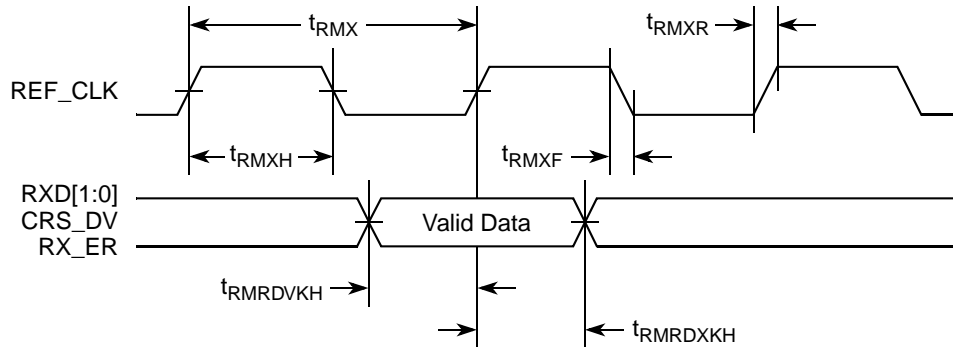 tRMX
tRMXR
REF_CLK
tRMXH
tRMXF
RXD[1:0]
CRS_DV
RX_ER
Valid Data
tRMRDVKH
tRMRDXKH